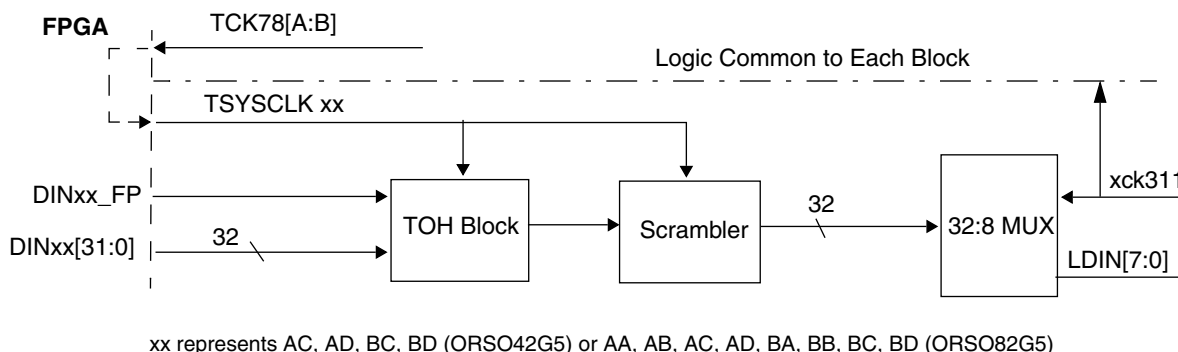 FPGA
TCK78[A:B]
Logic Common to Each Block
TSYSCLK xx
DINxx_FP
DINxx[31:0]
32
TOH Block
Scrambler
32
32:8 MUX
xck311
LDIN[7:0]
xx represents AC, AD, BC, BD (ORSO42G5) or AA, AB, AC, AD, BA, BB, BC, BD (ORSO82G5)